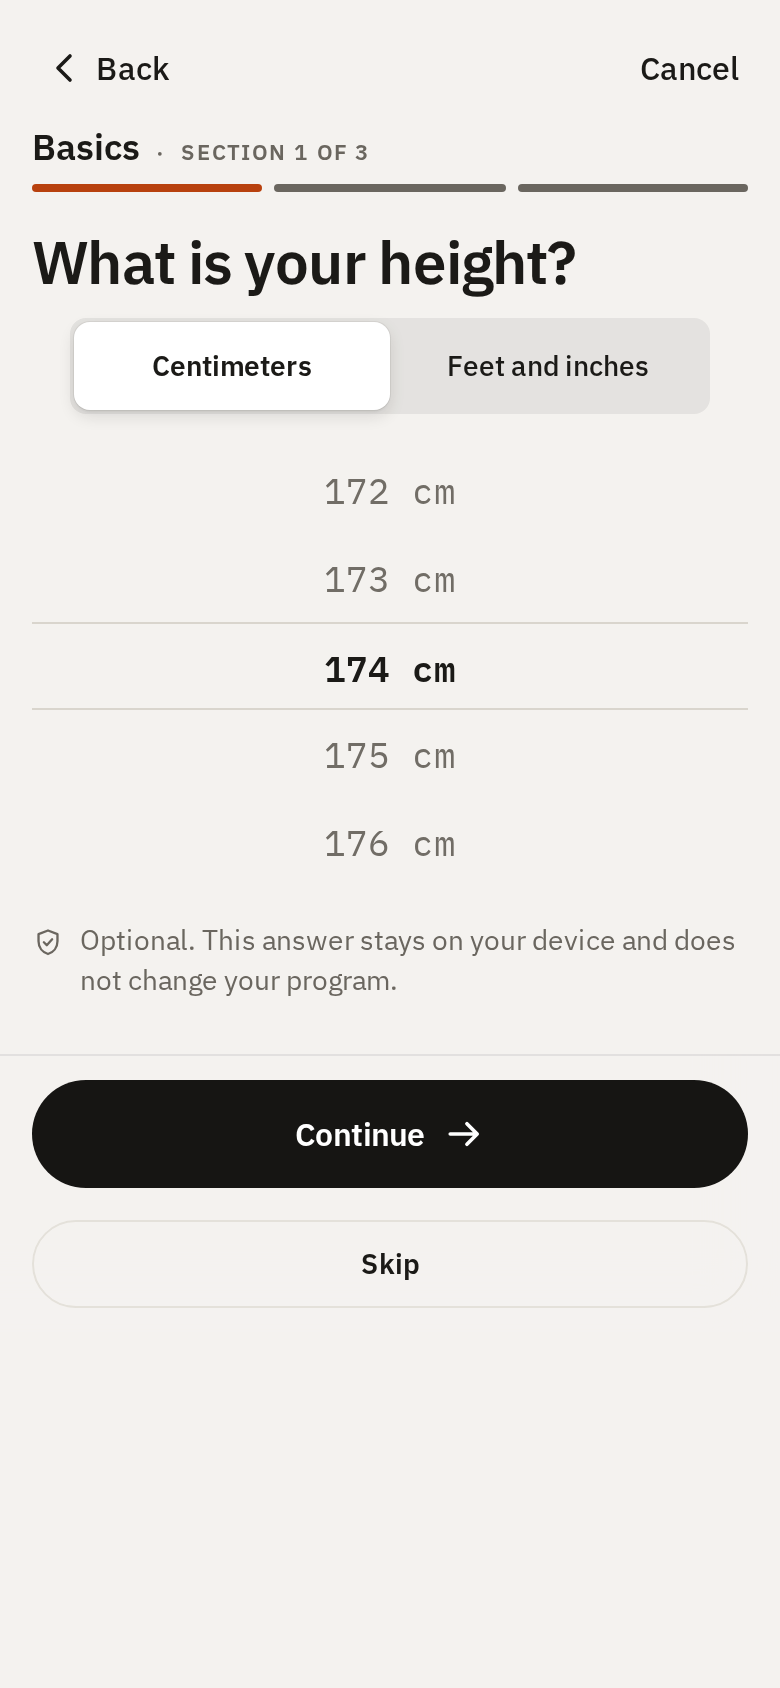 Back
Cancel
Basics · SECTION 1 OF 3
What is your height?
Centimeters
Feet and inches
172 cm
173 cm
174 cm
175 cm
176 cm
Optional. This answer stays on your device and does
not change your program.
Continue
Skip